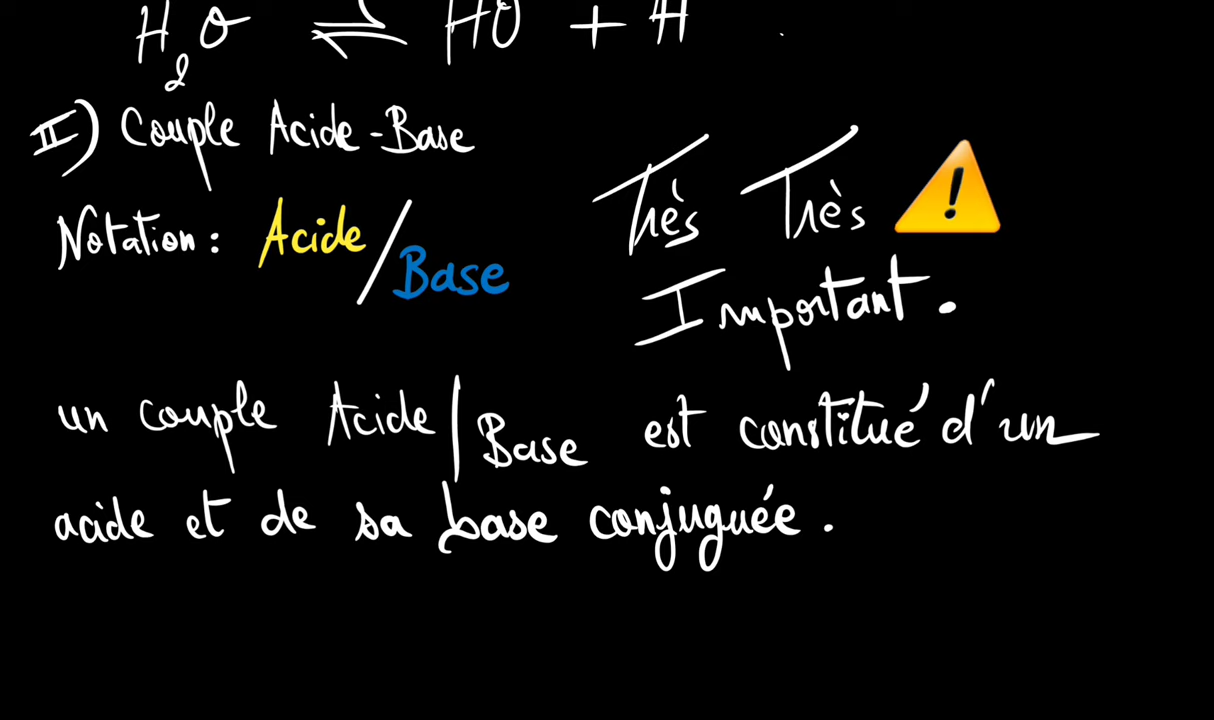 H₂O ⇌ HO + H
II) Couple Acide-Base
Notation : Acide/Base
Très Très
Important.
un couple Acide/Base est constitué d'un
acide et de sa base conjuguée.